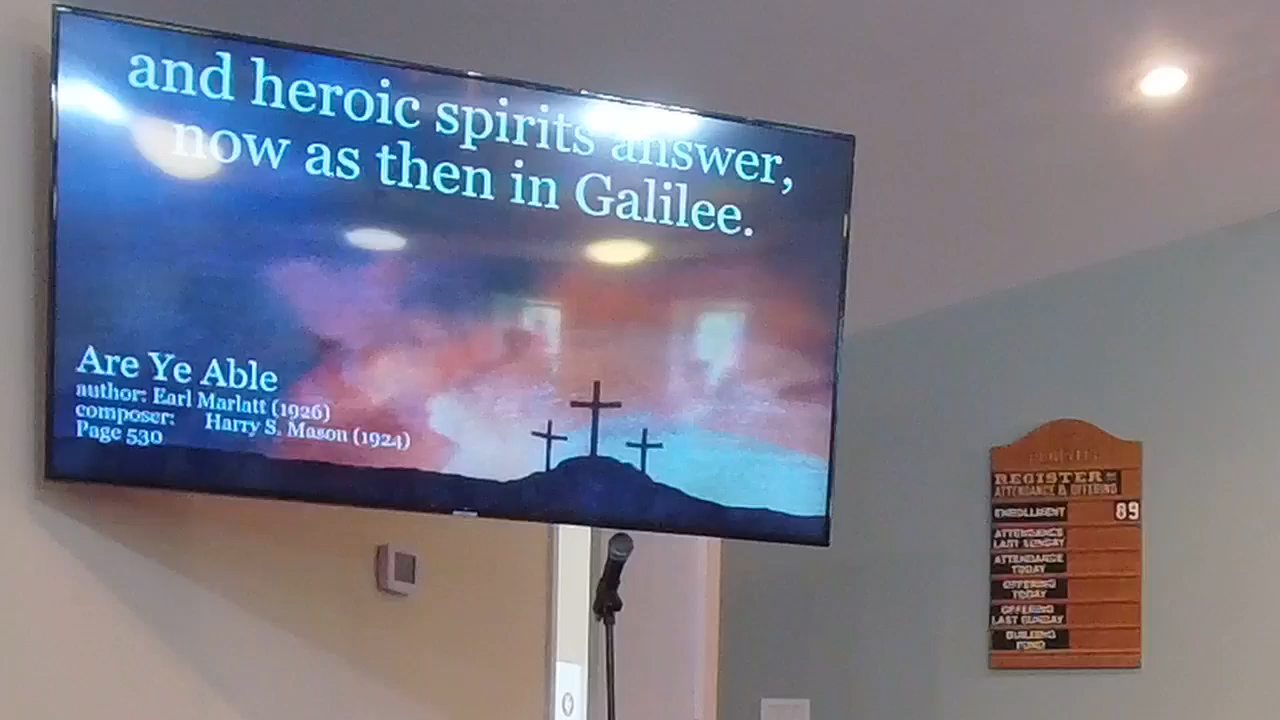 and heroic spirits answer,
now as then in Galilee.
Are Ye Able
author: Earl Marlatt (1926)
composer: Harry S. Mason (1924)
Page 530
REGISTER
REGISTER OF
ATTENDANCE & OFFERING
ENROLLMENT 89
ATTENDANCE
LAST SUNDAY
ATTENDANCE
TODAY
OFFERING
TODAY
OFFERING
LAST SUNDAY
BUILDING
FUND